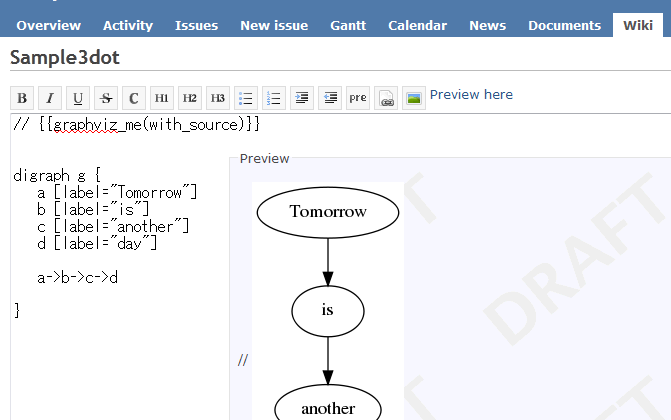 Overview Activity Issues New issue Gantt Calendar News Documents Wiki
Sample3dot
B I U S C H1 H2 H3 pre Preview here
// {{graphviz_me(with_source)}}
Preview
digraph g {
a [label="Tomorrow"]
b [label="is"]
c [label="another"]
d [label="day"]
a->b->c->d
}
Tomorrow
is
//
another
DRAFT